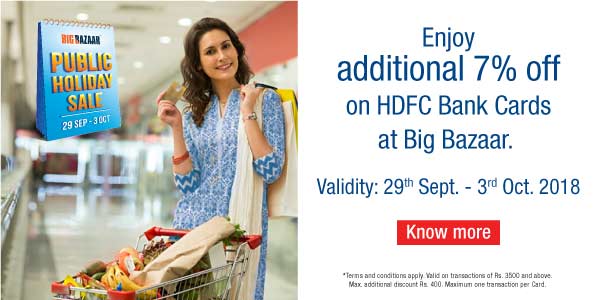 BIG BAZAAR
PUBLIC
HOLIDAY
SALE
29 SEP - 3 OCT
Enjoy
additional 7% off
on HDFC Bank Cards
at Big Bazaar.
Validity: 29th Sept. - 3rd Oct. 2018
Know more
*Terms and conditions apply. Valid on transactions of Rs. 3500 and above.
Max. additional discount Rs. 400. Maximum one transaction per Card.